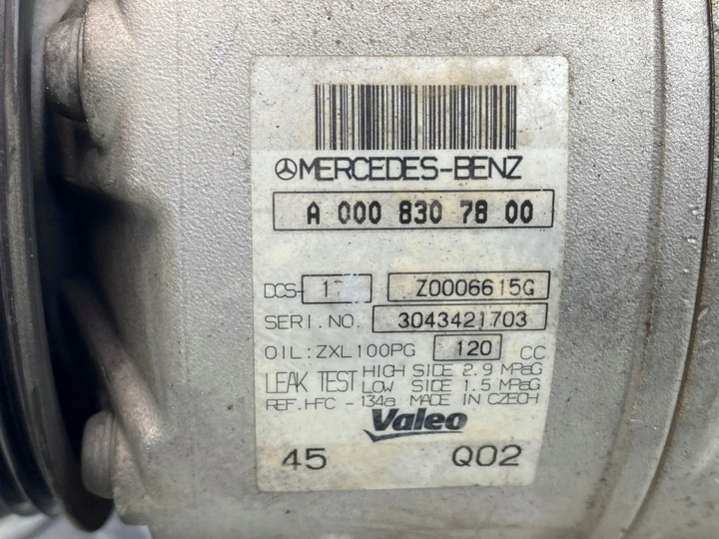 MERCEDES-BENZ
A 000 830 78 00
DCS- 17 Z0006615G
SERI.NO. 3043421703
OIL:ZXL100PG 120 CC
LEAK TEST HIGH SIDE 2.9 MPaG
LOW SIDE 1.5 MPaG
REF.HFC - 134a MADE IN CZECH
Valeo
45 Q02